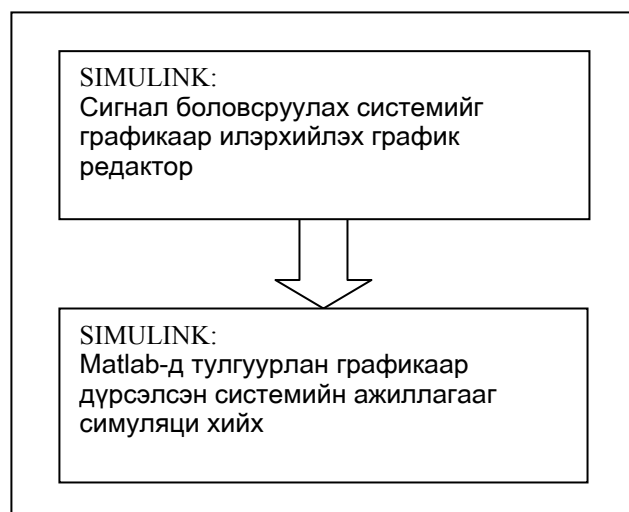 SIMULINK:
Сигнал боловсруулах системийг
графикаар илэрхийлэх график
редактор
SIMULINK:
Matlab-д тулгуурлан графикаар
дүрсэлсэн системийн ажиллагааг
симуляци хийх